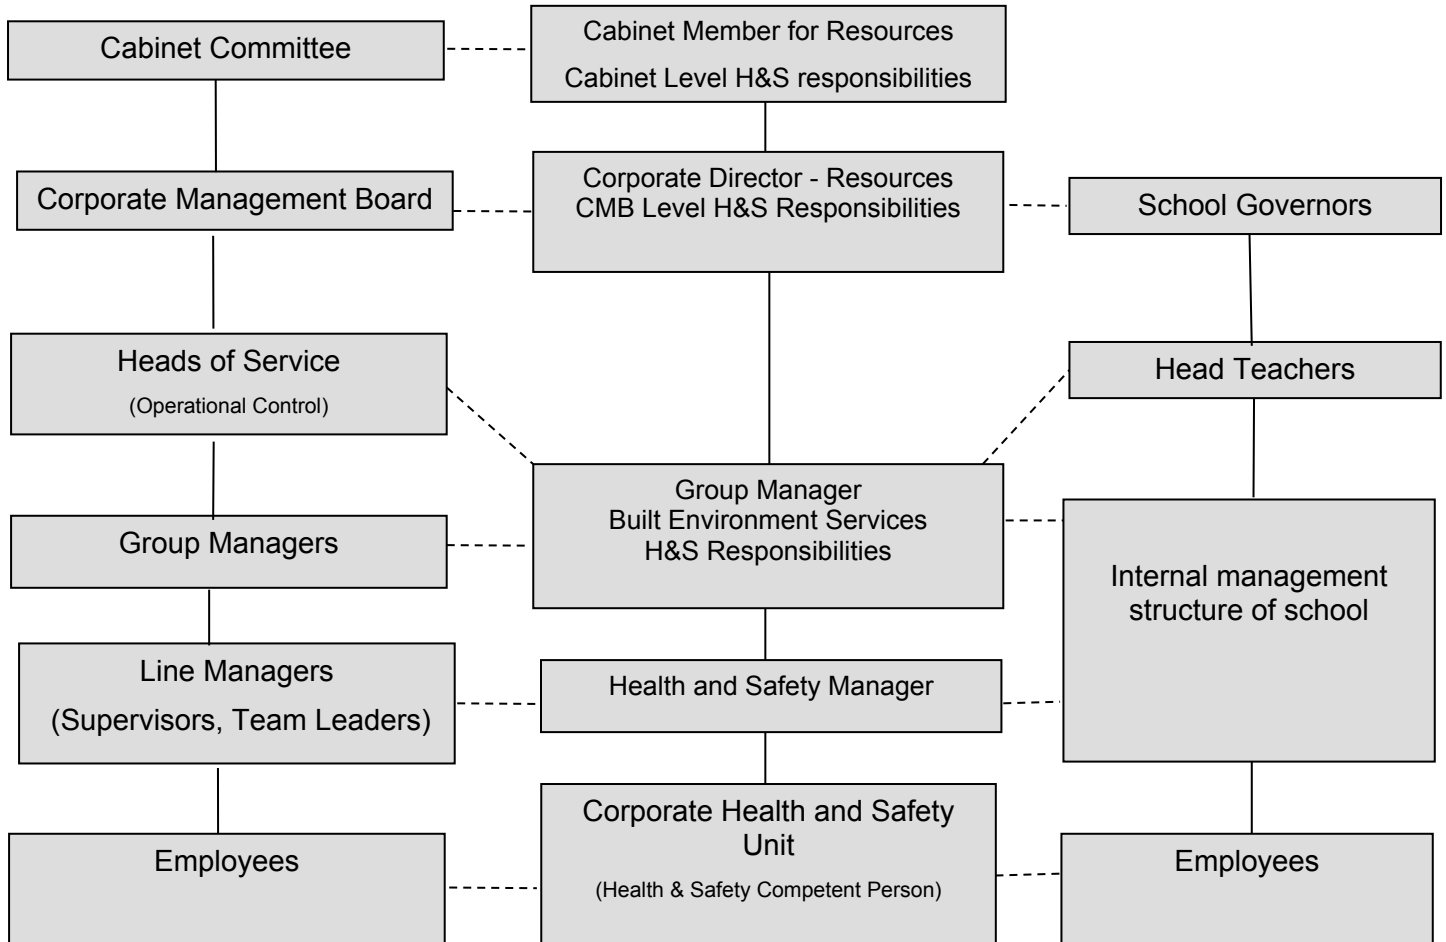 Cabinet Committee
Cabinet Member for Resources
Cabinet Level H&S responsibilities
Corporate Management Board
Corporate Director - Resources
CMB Level H&S Responsibilities
School Governors
Heads of Service
(Operational Control)
Head Teachers
Group Manager
Built Environment Services
H&S Responsibilities
Group Managers
Internal management
structure of school
Line Managers
(Supervisors, Team Leaders)
Health and Safety Manager
Employees
Corporate Health and Safety
Unit
(Health & Safety Competent Person)
Employees